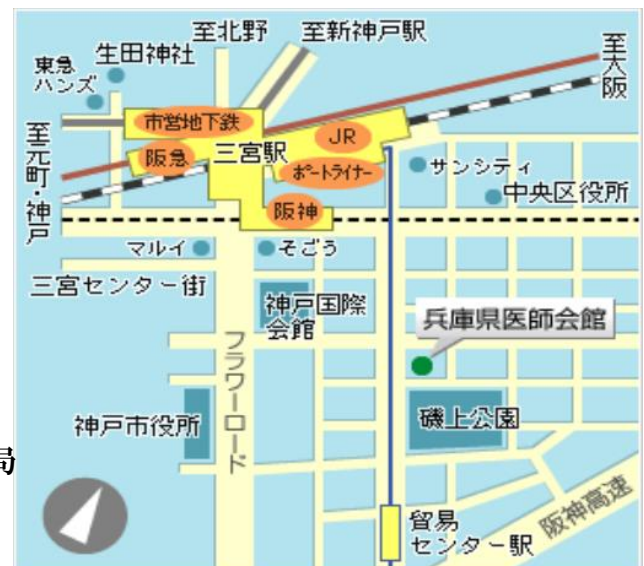 至北野
至新神戸駅
生田神社
東急
ハンズ
至大阪
市営地下鉄
JR
阪急
三宮駅
ポートライナー
サンシティ
至元町・神戸
中央区役所
阪神
マルイ
そごう
三宮センター街
神戸国際
会館
兵庫県医師会館
フラワーロード
神戸市役所
磯上公園
局
貿易
センター駅
阪神高速